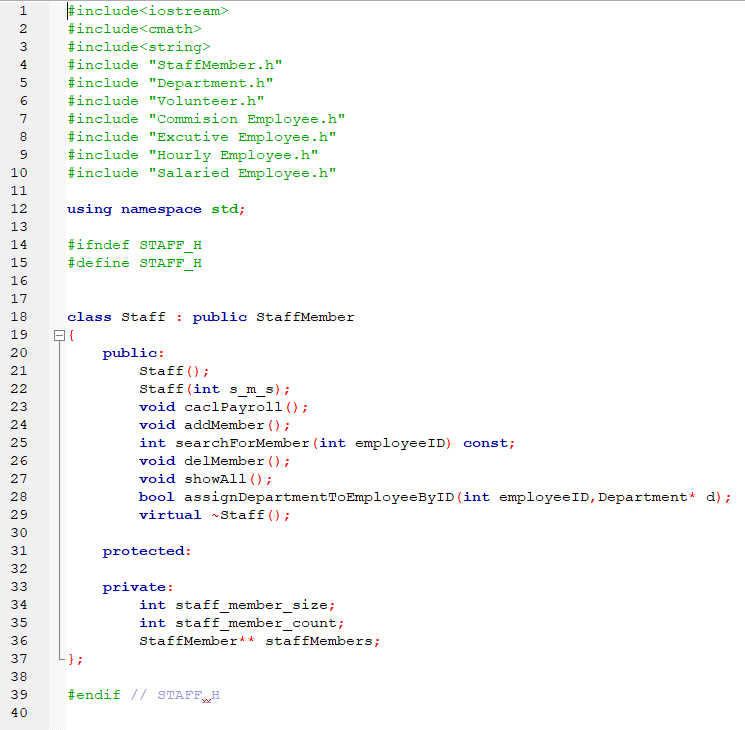 1 #include<iostream>
2 #include<cmath>
3 #include<string>
4 #include "StaffMember.h"
5 #include "Department.h"
6 #include "Volunteer.h"
7 #include "Commision Employee.h"
8 #include "Excutive Employee.h"
9 #include "Hourly Employee.h"
10 #include "Salaried Employee.h"
11
12 using namespace std;
13
14 #ifndef STAFF_H
15 #define STAFF_H
16
17
18 class Staff : public StaffMember
19 {
20 public:
21 Staff();
22 Staff(int s_m_s);
23 void caclPayroll();
24 void addMember();
25 int searchForMember(int employeeID) const;
26 void delMember();
27 void showAll();
28 bool assignDepartmentToEmployeeByID(int employeeID,Department* d);
29 virtual ~Staff();
30
31 protected:
32
33 private:
34 int staff_member_size;
35 int staff_member_count;
36 StaffMember** staffMembers;
37 };
38
39 #endif // STAFF_H
40